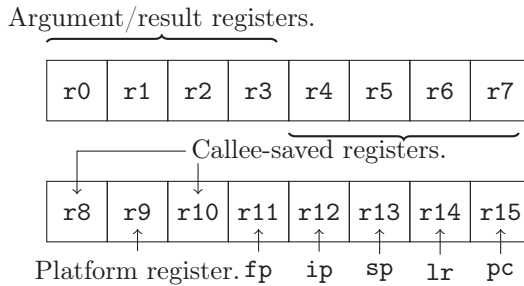 Argument/result registers.
r0 r1 r2 r3 r4 r5 r6 r7
Callee-saved registers.
r8 r9 r10 r11 r12 r13 r14 r15
Platform register. fp ip sp lr pc